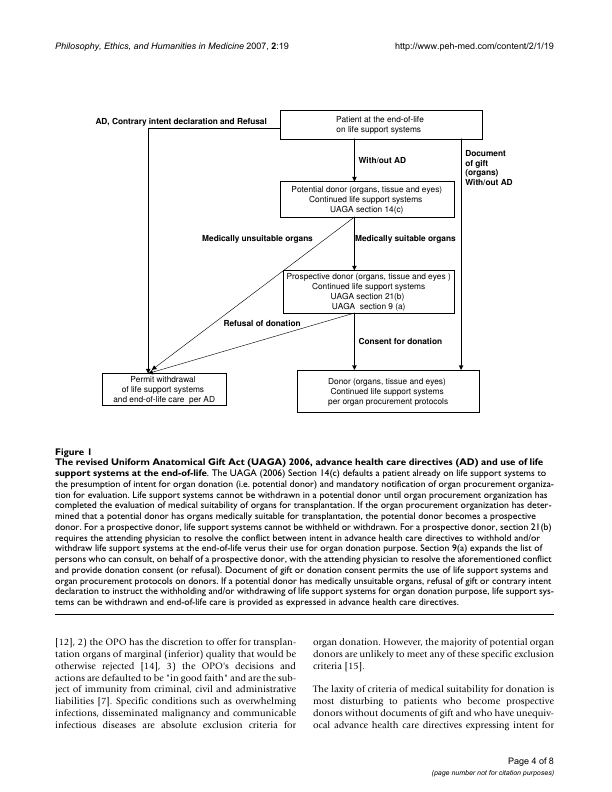 Philosophy, Ethics, and Humanities in Medicine 2007, 2:19
http://www.peh-med.com/content/2/1/19
AD, Contrary intent declaration and Refusal
Patient at the end-of-life
on life support systems
With/out AD
Document
of gift
(organs)
With/out AD
Potential donor (organs, tissue and eyes)
Continued life support systems
UAGA section 14(c)
Medically unsuitable organs
Medically suitable organs
Prospective donor (organs, tissue and eyes )
Continued life support systems
UAGA section 21(b)
UAGA section 9 (a)
Refusal of donation
Consent for donation
Permit withdrawal
of life support systems
and end-of-life care per AD
Donor (organs, tissue and eyes)
Continued life support systems
per organ procurement protocols
Figure 1
The revised Uniform Anatomical Gift Act (UAGA) 2006, advance health care directives (AD) and use of life
support systems at the end-of-life. The UAGA (2006) Section 14(c) defaults a patient already on life support systems to
the presumption of intent for organ donation (i.e. potential donor) and mandatory notification of organ procurement organiza-
tion for evaluation. Life support systems cannot be withdrawn in a potential donor until organ procurement organization has
completed the evaluation of medical suitability of organs for transplantation. If the organ procurement organization has deter-
mined that a potential donor has organs medically suitable for transplantation, the potential donor becomes a prospective
donor. For a prospective donor, life support systems cannot be withheld or withdrawn. For a prospective donor, section 21(b)
requires the attending physician to resolve the conflict between intent in advance health care directives to withhold and/or
withdraw life support systems at the end-of-life verus their use for organ donation purpose. Section 9(a) expands the list of
persons who can consult, on behalf of a prospective donor, with the attending physician to resolve the aforementioned conflict
and provide donation consent (or refusal). Document of gift or donation consent permits the use of life support systems and
organ procurement protocols on donors. If a potential donor has medically unsuitable organs, refusal of gift or contrary intent
declaration to instruct the withholding and/or withdrawing of life support systems for organ donation purpose, life support sys-
tems can be withdrawn and end-of-life care is provided as expressed in advance health care directives.
[12], 2) the OPO has the discretion to offer for transplan-
tation organs of marginal (inferior) quality that would be
otherwise rejected [14], 3) the OPO's decisions and
actions are defaulted to be "in good faith" and are the sub-
ject of immunity from criminal, civil and administrative
liabilities [7]. Specific conditions such as overwhelming
infections, disseminated malignancy and communicable
infectious diseases are absolute exclusion criteria for
organ donation. However, the majority of potential organ
donors are unlikely to meet any of these specific exclusion
criteria [15].
The laxity of criteria of medical suitability for donation is
most disturbing to patients who become prospective
donors without documents of gift and who have unequiv-
ocal advance health care directives expressing intent for
Page 4 of 8
(page number not for citation purposes)